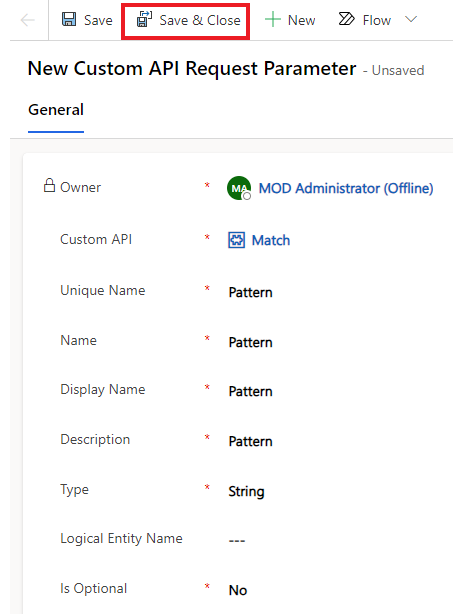 Save Save & Close New Flow
New Custom API Request Parameter - Unsaved
General
Owner * MA MOD Administrator (Offline)
Custom API * Match
Unique Name * Pattern
Name * Pattern
Display Name * Pattern
Description * Pattern
Type * String
Logical Entity Name ---
Is Optional * No